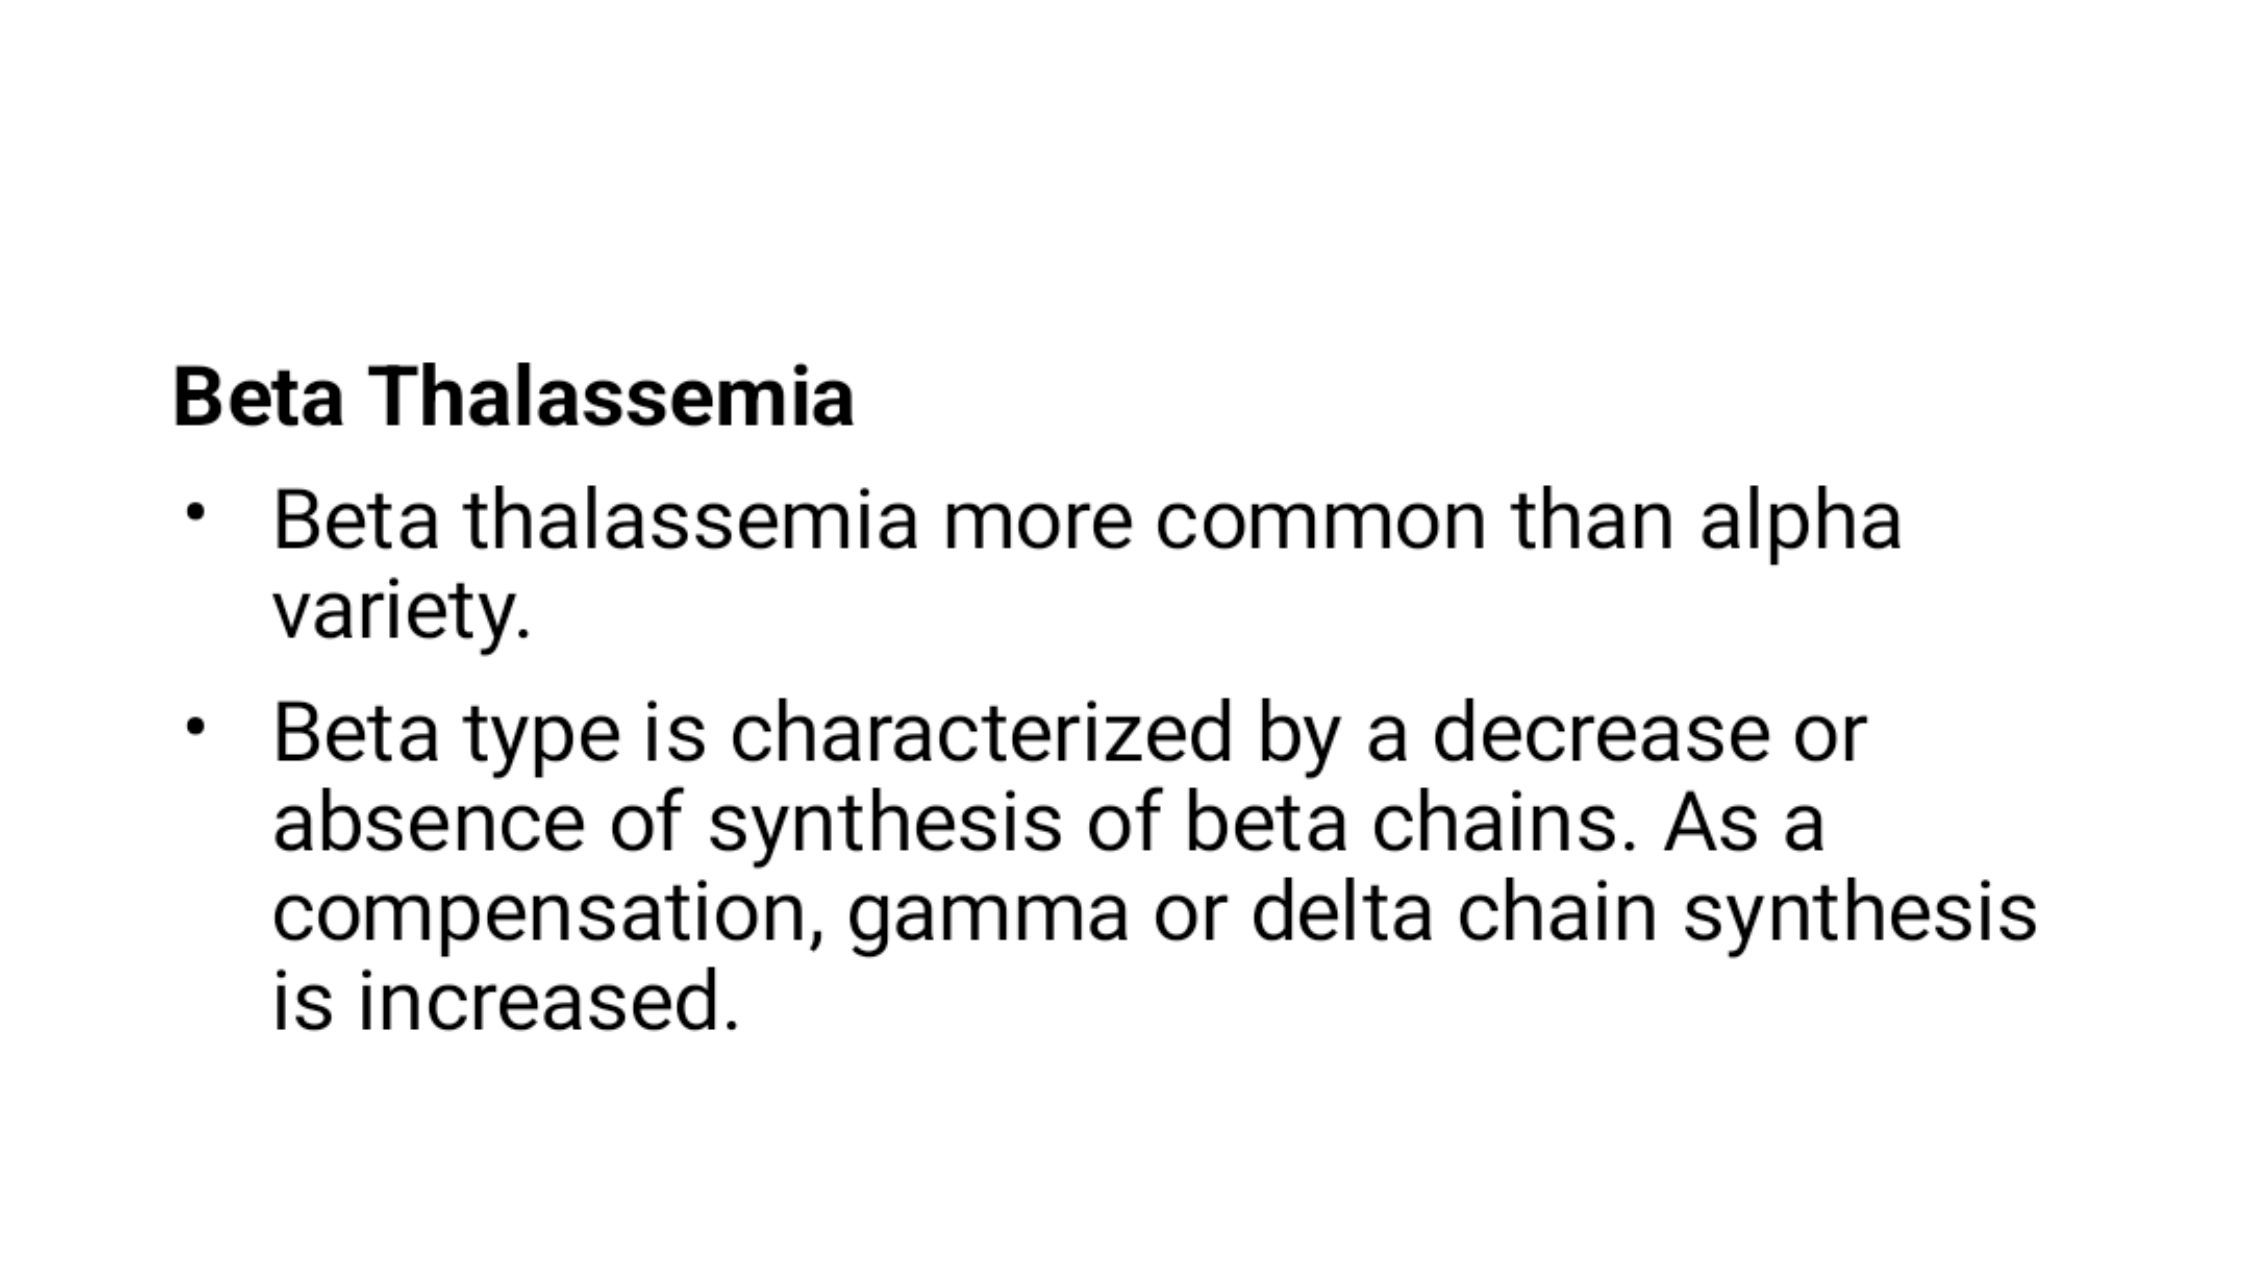 Beta Thalassemia
• Beta thalassemia more common than alpha
variety.
• Beta type is characterized by a decrease or
absence of synthesis of beta chains. As a
compensation, gamma or delta chain synthesis
is increased.